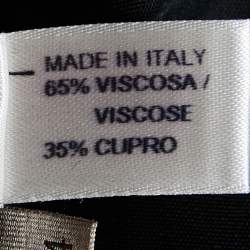 MADE IN ITALY
65% VISCOSA /
VISCOSE
35% CUPRO